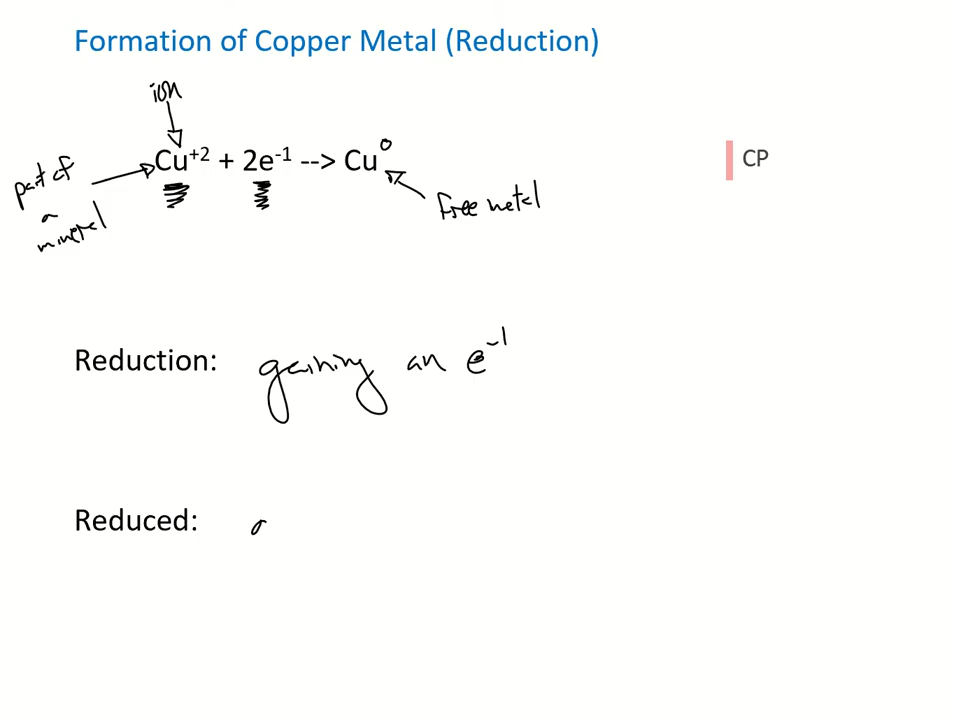 Formation of Copper Metal (Reduction)
ion
Cu+2 + 2e-1 --> Cu0
part of
a
mineral
Free metal
CP
Reduction: gaining an e-1
Reduced: